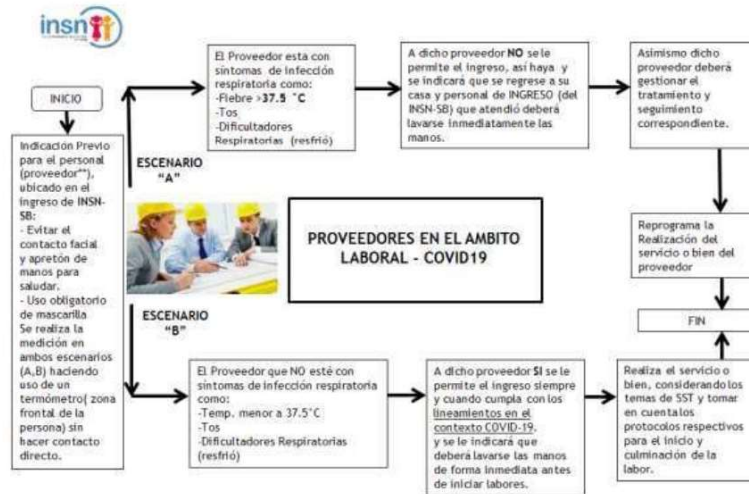 insn
INICIO
Indicación Previo
para el personal
(proveedor**),
ubicado en el
ingreso de INSN-
SB:
- Evitar el
contacto facial
y apretón de
manos para
saludar.
- Uso obligatorio
de mascarilla
Se realiza la
medición en
ambos escenarios
(A,B) haciendo
uso de un
termómetro( zona
frontal de la
persona) sin
hacer contacto
directo.
ESCENARIO
"A"
El Proveedor esta con
síntomas de infección
respiratoria como:
-Fiebre >37.5 °C
-Tos
-Dificultadores
Respiratorias (resfrió)
A dicho proveedor NO se le
permite el ingreso, así haya y
se indicará que se regrese a su
casa y personal de INGRESO (del
INSN-SB) que atendió deberá
lavarse inmediatamente las
manos.
Asimismo dicho
proveedor deberá
gestionar el
tratamiento y
seguimiento
correspondiente.
Reprograma la
Realización del
servicio o bien del
proveedor
FIN
PROVEEDORES EN EL AMBITO
LABORAL - COVID19
ESCENARIO
"B"
El Proveedor que NO esté con
síntomas de infección respiratoria
como:
-Temp. menor a 37.5°C
-Tos
-Dificultadores Respiratorias
(resfrió)
A dicho proveedor SI se le
permite el ingreso siempre
y cuando cumpla con los
lineamientos en el
contexto COVID-19.
y se le indicará que
deberá lavarse las manos
de forma inmediata antes
de iniciar labores.
Realiza el servicio o
bien, considerando los
temas de SST y tomar
en cuenta los
protocolos respectivos
para el inicio y
culminación de la
labor.